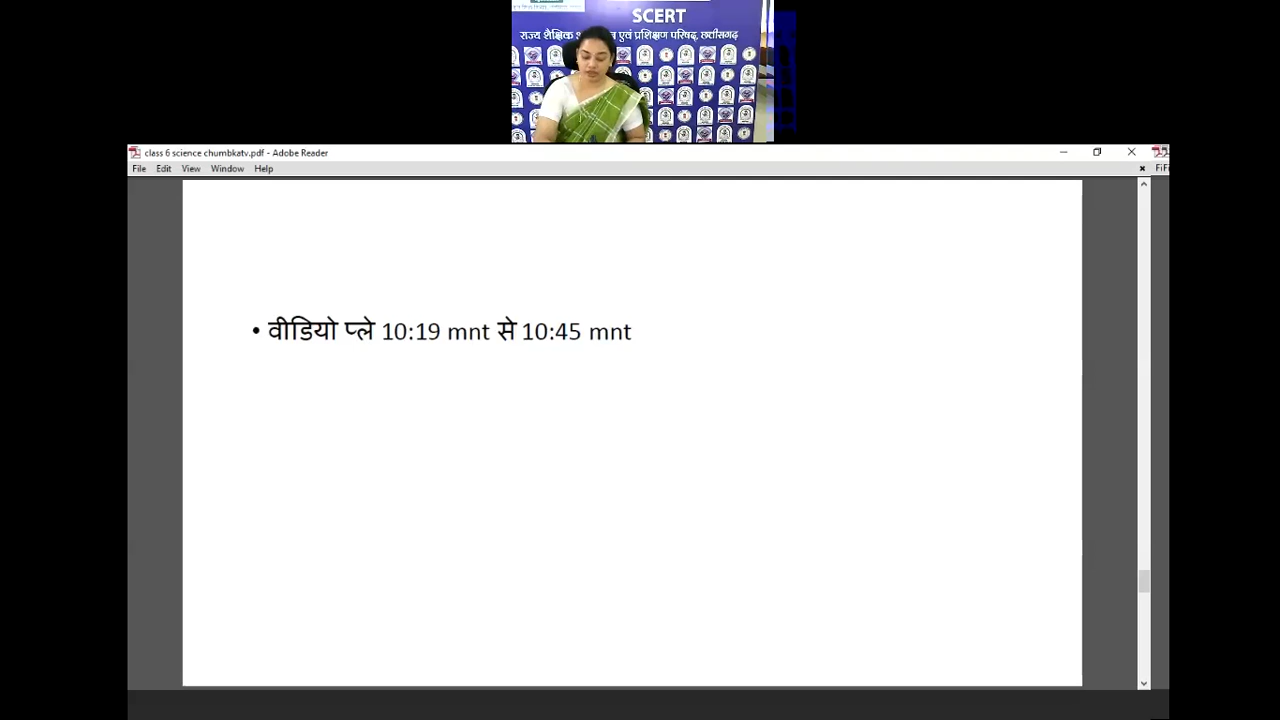 SCERT
राज्य शैक्षिक एवं प्रशिक्षण परिषद, छत्तीसगढ़
class 6 science chumbkatv.pdf - Adobe Reader
File Edit View Window Help
• वीडियो प्ले 10:19 mnt से 10:45 mnt